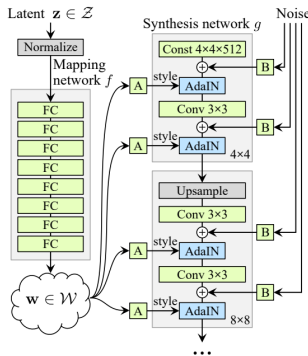 Latent z ∈ Z
Normalize
Mapping
network f
FC
FC
FC
FC
FC
FC
FC
FC
w ∈ W
Synthesis network g
Noise
Const 4×4×512
B
A
style
AdaIN
Conv 3×3
B
A
style
AdaIN
4×4
Upsample
Conv 3×3
B
A
style
AdaIN
Conv 3×3
B
A
style
AdaIN
8×8
...